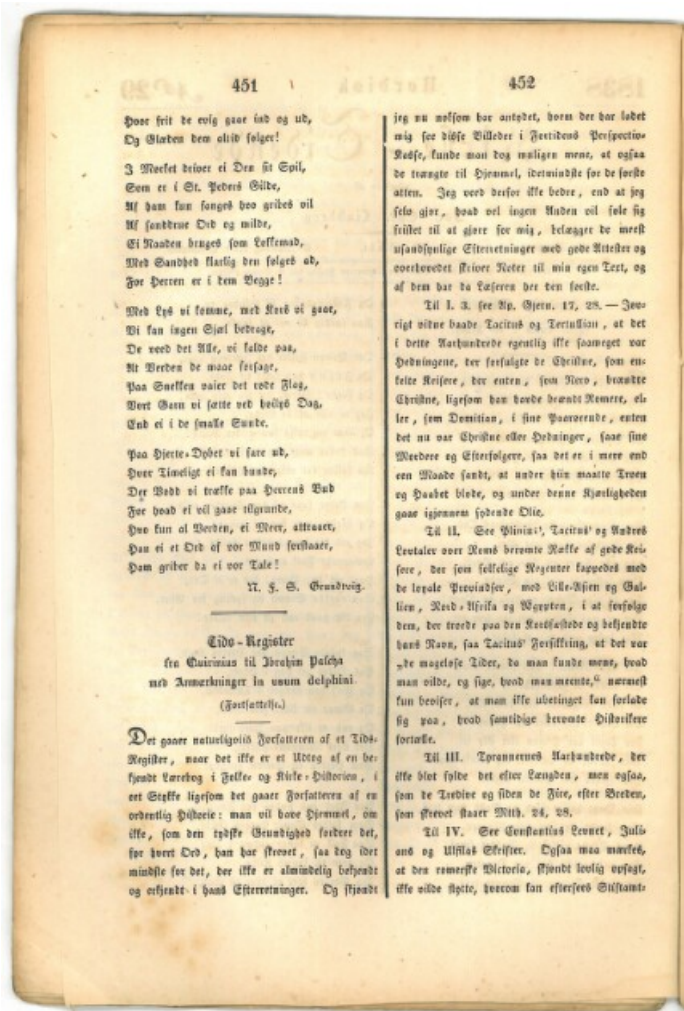 451
Hvor frit de evig gaae ind og ud,
Og Glæden dem altid følger!
I Mørket driver ei Den sit Spil,
Som er i St. Peders Gilde,
Af ham kun fanges hvo gribes vil
Af sanddrue Ord og milde,
Ei Naaden bruges som Lokkemad,
Med Sandhed klarlig den følges ad,
For Herren er i dem Begge!
Med Lys vi komme, med Kors vi gaae,
Vi kan ingen Sjæl bedrage,
De veed det Alle, vi kalde paa,
At Verden de maae forsage,
Paa Snekken vaier det røde Flag,
Vort Garn vi sætte ved høilys Dag,
End ei i de smalle Sunde.
Paa Hjerte-Dybet vi fare ud,
Hvor Timeligt ei kan bunde,
Der Vodd vi trække paa Herrens Bud
For hvad ei vil gaae tilgrunde,
Hvo kun al Verden, ei Meer, attraaer,
Han ei et Ord af vor Mund forstaaer,
Ham griber da ei vor Tale!
N. F. S. Grundtvig.
Tids-Register
fra Quirinius til Ibrahim Pascha
med Anmærkninger in usum delphini
(Fortsættelse.)
Det gaaer naturligviis Forfatteren af et Tids-
Register, naar det ikke er et Udtog af en be-
kjendt Lærebog i Folke- og Kirke-Historien, i
eet Stykke ligesom det gaaer Forfatteren af en
ordentlig Historie: man vil have Hjemmel, om
ikke, som den tydske Grundighed fordrer det,
for hvert Ord, han har skrevet, saa dog idet
mindste for det, der ikke er almindelig bekjendt
og erkjendt i hans Efterretninger. Og skjøndt
452
jeg nu noksom har antydet, hvem der har ladet
mig see disse Billeder i Fortidens Perspectiv-
Kasse, kunde man dog muligen mene, at ogsaa
de trængte til Hjemmel, idetmindste for de første
atten. Jeg veed derfor ikke bedre, end at jeg
selv gjør, hvad vel ingen Anden vil føle sig
fristet til at gjøre for mig, belægger de meest
usandsynlige Efterretninger med gode Attester og
overhovedet skriver Noter til min egen Text, og
af dem har da Læseren her den første.
Til I. 3. see Ap. Gjern. 17, 28. — Iøv-
rigt vidne baade Tacitus og Tertullian, at det
i dette Aarhundrede egentlig ikke saameget var
Hedningene, der forfulgte de Christne, som en-
kelte Keisere, der enten, som Nero, brændte
Christne, ligesom han havde brændt Romere, el-
ler, som Domitian, i sine Paarørende, enten
det nu var Christne eller Hedninger, saae sine
Mordere og Efterfølgere, saa det er i mere end
een Maade sandt, at under hiin maatte Troen
og Haabet bløde, og under denne Kjærligheden
gaae igjennem sydende Olie.
Til II. See Plinius', Tacitus' og Andres
Lovtaler over Roms berømte Række af gode Kei-
sere, der som folkelige Regenter kappedes med
de loyale Provindser, med Lille-Asien og Gal-
lien, Nord-Afrika og Ægypten, i at forfølge
dem, der troede paa den Korsfæstede og bekjendte
hans Navn, saa Tacitus' Forsikkring, at det var
„de mageløse Tider, da man kunde mene, hvad
man vilde, og sige, hvad man meente,“ nærmest
kun beviser, at man ikke ubetinget kan forlade
sig paa, hvad samtidige berømte Historikere
fortælle.
Til III. Tyrannernes Aarhundrede, der
ikke blot fyldte det efter Længden, men ogsaa,
som de Tredive og siden de Fire, efter Breden,
som skrevet staaer Mtth. 24, 28.
Til IV. See Constantins Levnet, Juli-
ans og Ulfilas Skrifter. Ogsaa maa mærkes,
at den romerske Victoria, skjøndt lovlig opsagt,
ikke vilde flytte, hvorom kan eftersees Stiftamt-